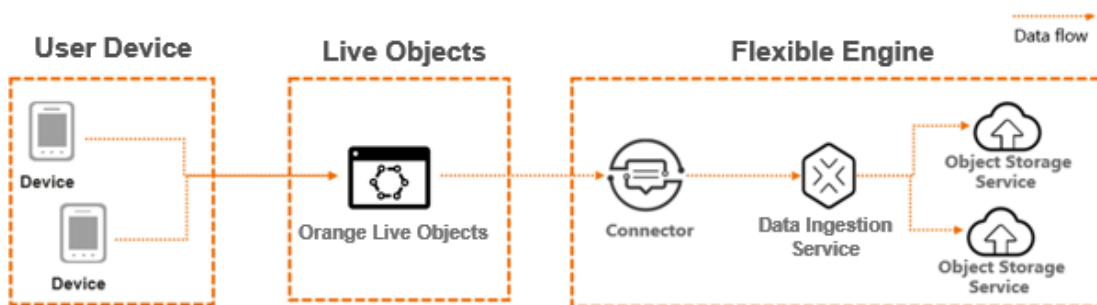 Data flow
User Device
Live Objects
Flexible Engine
Device
Device
Orange Live Objects
Connector
Data Ingestion
Service
Object Storage
Service
Object Storage
Service